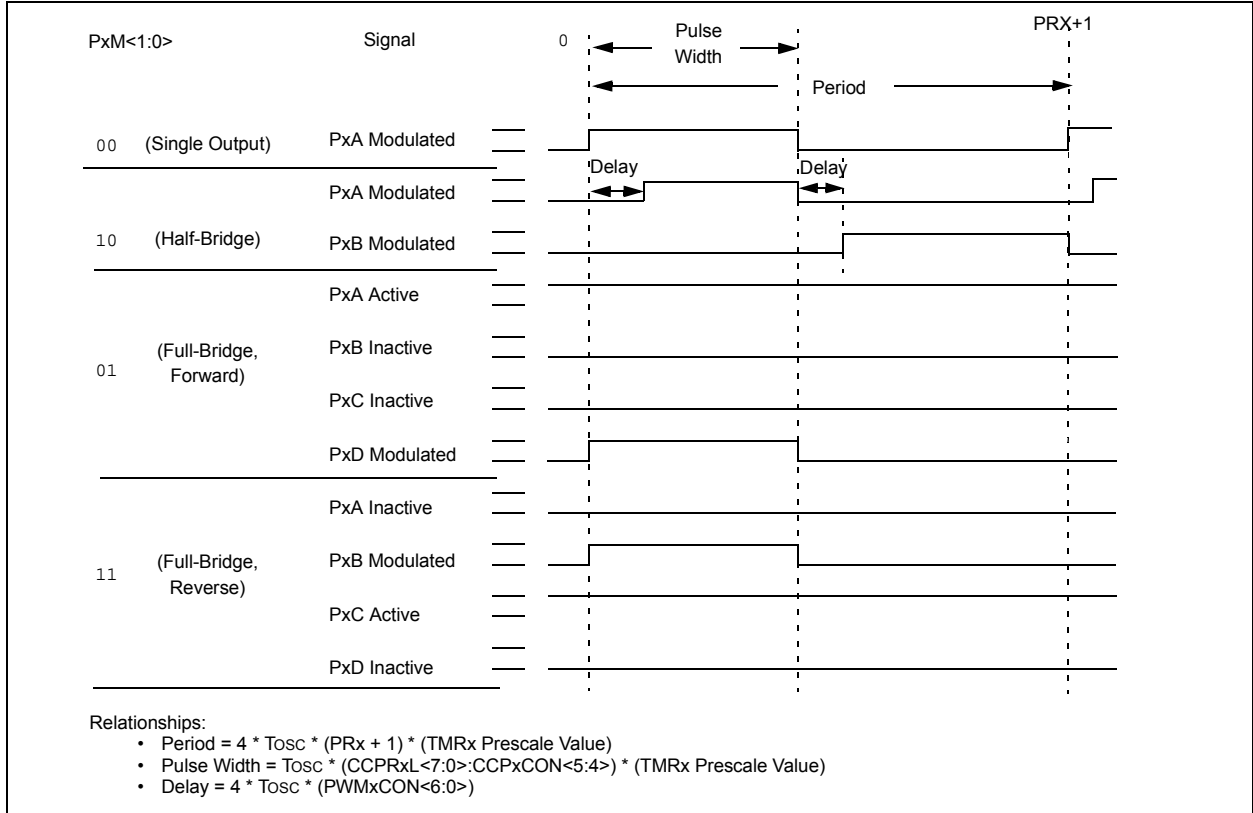 PxM<1:0>
Signal
0
Pulse
Width
PRX+1
Period
00
(Single Output)
PxA Modulated
Delay
Delay
PxA Modulated
10
(Half-Bridge)
PxB Modulated
PxA Active
01
(Full-Bridge,
Forward)
PxB Inactive
PxC Inactive
PxD Modulated
PxA Inactive
11
(Full-Bridge,
Reverse)
PxB Modulated
PxC Active
PxD Inactive
Relationships:
• Period = 4 * TOSC * (PRx + 1) * (TMRx Prescale Value)
• Pulse Width = TOSC * (CCPRxL<7:0>:CCPxCON<5:4>) * (TMRx Prescale Value)
• Delay = 4 * TOSC * (PWMxCON<6:0>)